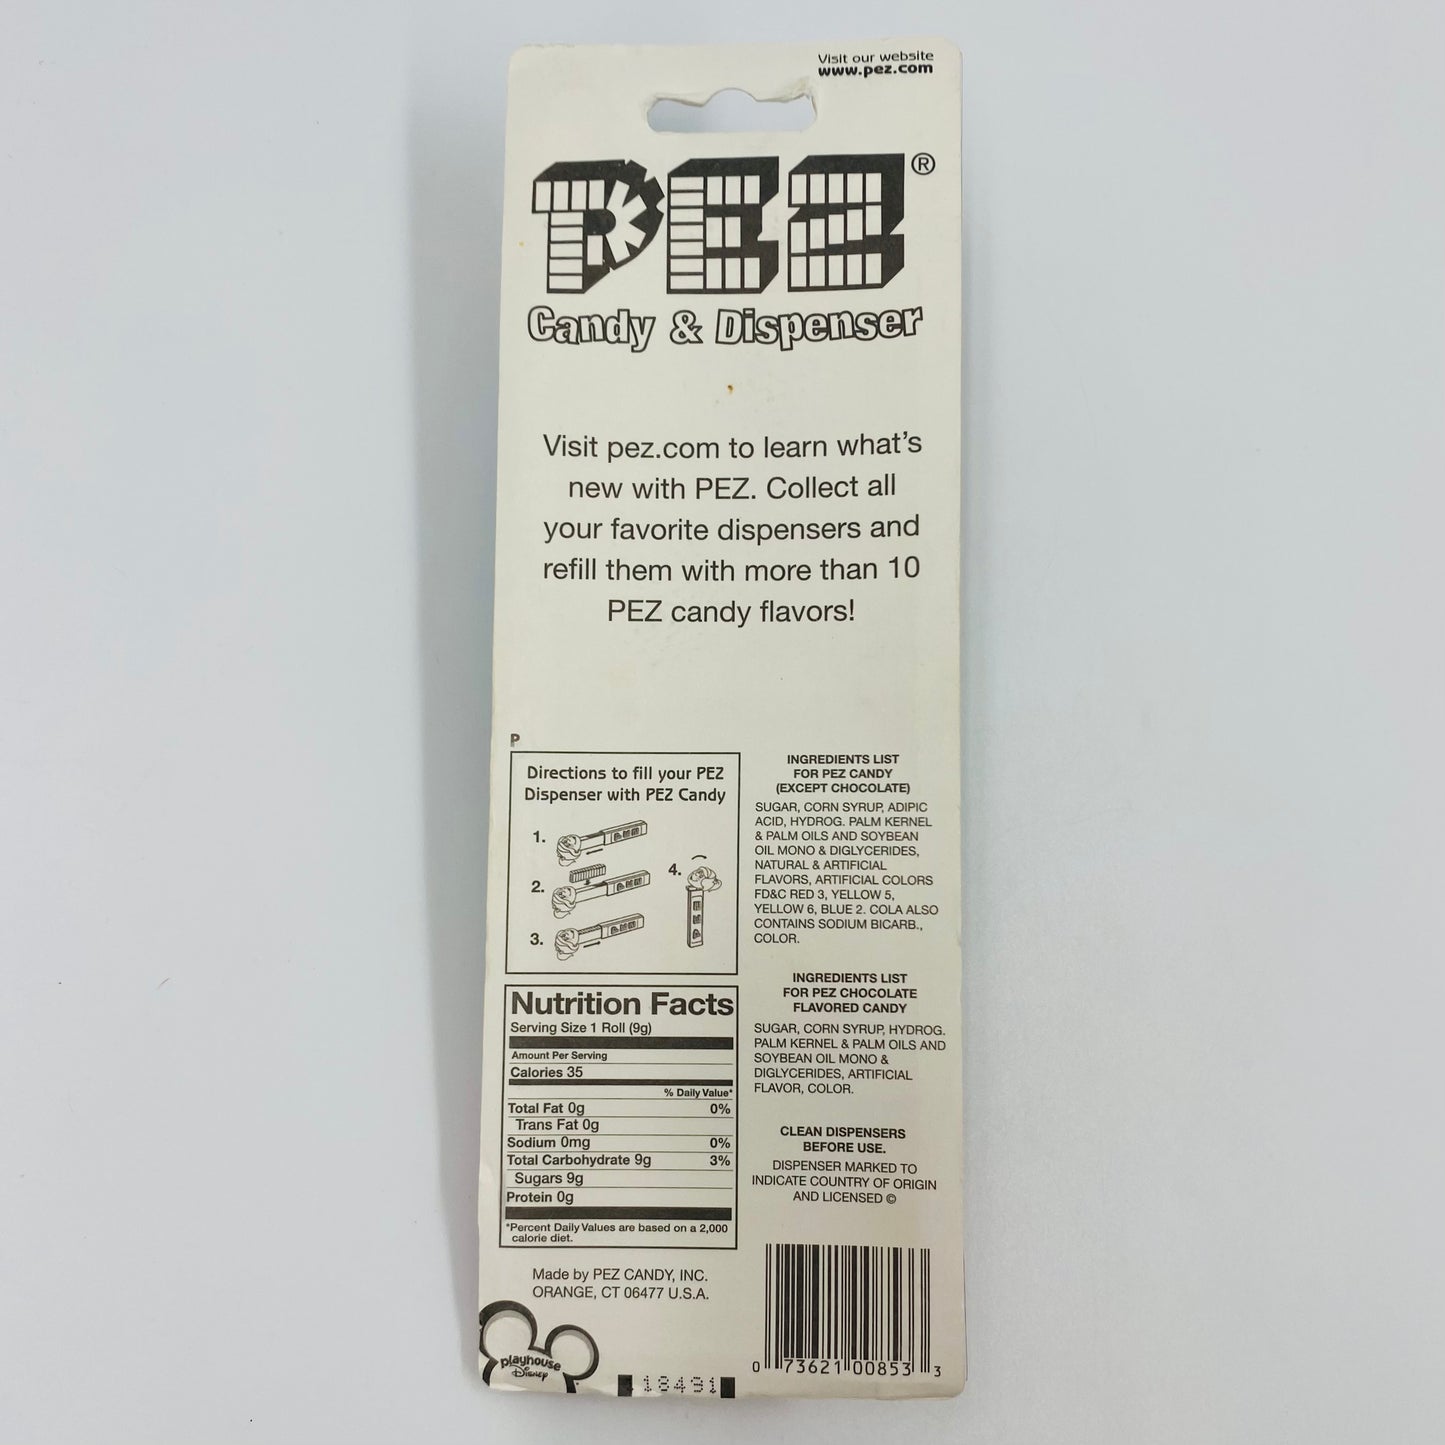 Visit our website
www.pez.com
PEZ®
Candy & Dispenser
Visit pez.com to learn what's
new with PEZ. Collect all
your favorite dispensers and
refill them with more than 10
PEZ candy flavors!
P
Directions to fill your PEZ
Dispenser with PEZ Candy
1.
2.
3.
4.
Nutrition Facts
Serving Size 1 Roll (9g)
Amount Per Serving
Calories 35
% Daily Value*
Total Fat 0g 0%
Trans Fat 0g
Sodium 0mg 0%
Total Carbohydrate 9g 3%
Sugars 9g
Protein 0g
*Percent Daily Values are based on a 2,000
calorie diet.
Made by PEZ CANDY, INC.
ORANGE, CT 06477 U.S.A.
playhouse
Disney
18491
INGREDIENTS LIST
FOR PEZ CANDY
(EXCEPT CHOCOLATE)
SUGAR, CORN SYRUP, ADIPIC
ACID, HYDROG. PALM KERNEL
& PALM OILS AND SOYBEAN
OIL MONO & DIGLYCERIDES,
NATURAL & ARTIFICIAL
FLAVORS, ARTIFICIAL COLORS
FD&C RED 3, YELLOW 5,
YELLOW 6, BLUE 2. COLA ALSO
CONTAINS SODIUM BICARB.,
COLOR.
INGREDIENTS LIST
FOR PEZ CHOCOLATE
FLAVORED CANDY
SUGAR, CORN SYRUP, HYDROG.
PALM KERNEL & PALM OILS AND
SOYBEAN OIL MONO &
DIGLYCERIDES, ARTIFICIAL
FLAVOR, COLOR.
CLEAN DISPENSERS
BEFORE USE.
DISPENSER MARKED TO
INDICATE COUNTRY OF ORIGIN
AND LICENSED ©
0 73621 00853 3